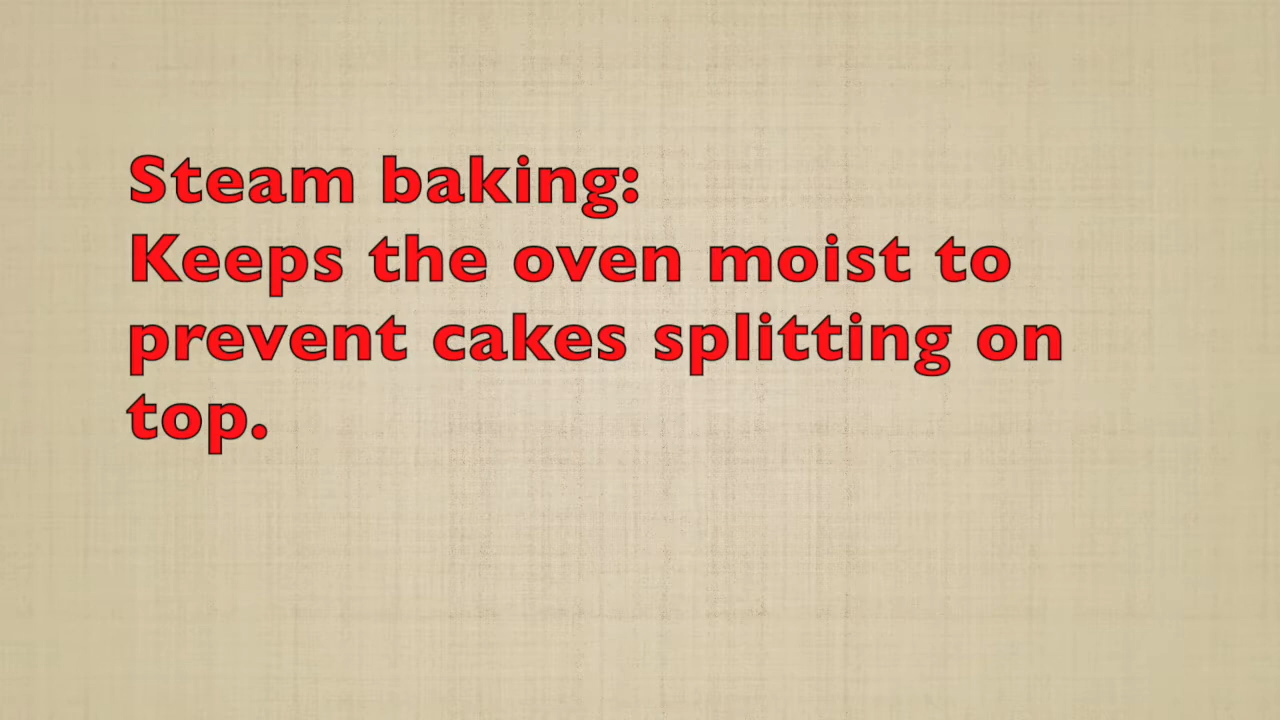 Steam baking:
Keeps the oven moist to
prevent cakes splitting on
top.